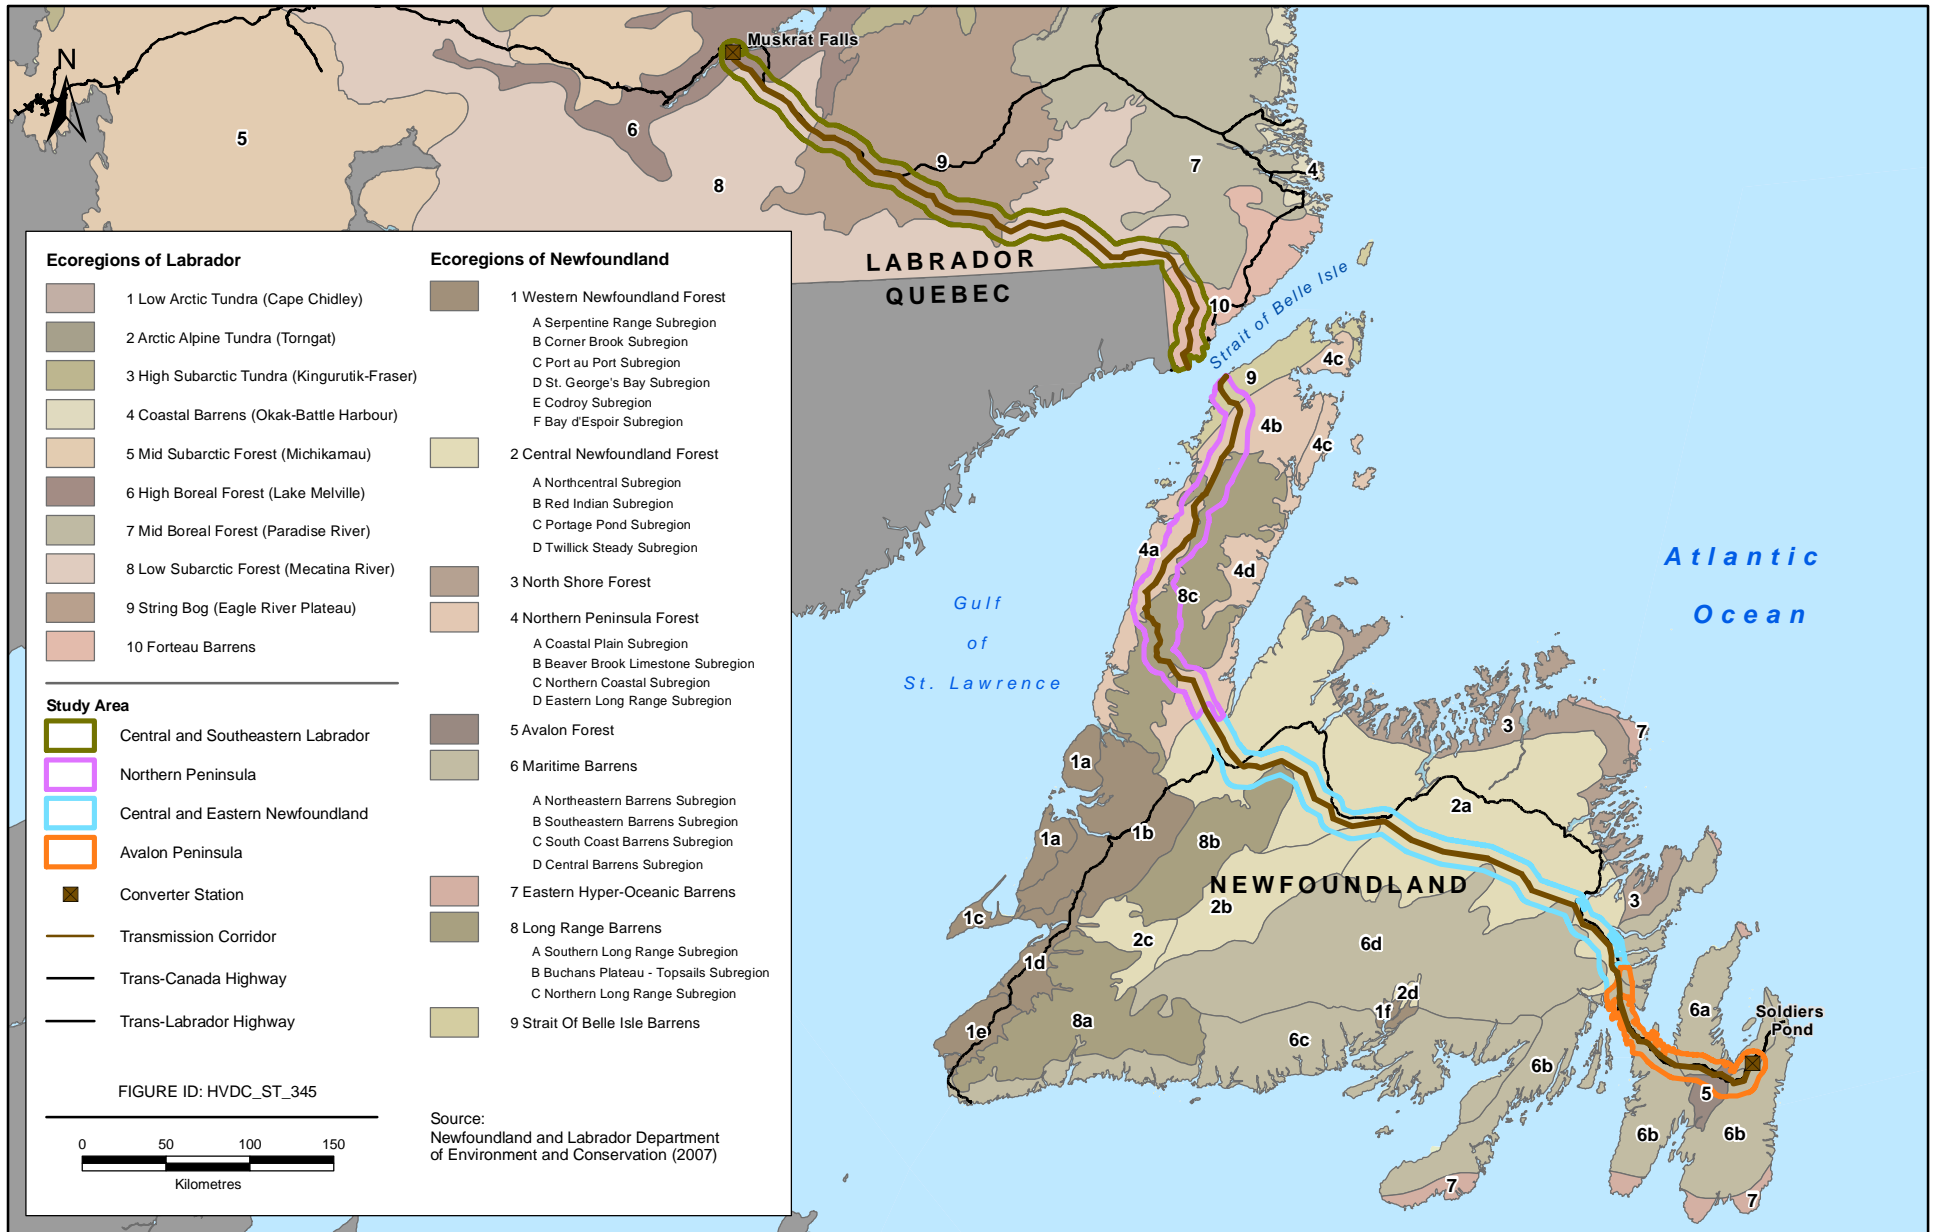 N
Muskrat Falls
5
6
8
9
7
4
10
LABRADOR
QUEBEC
Strait of Belle Isle
Ecoregions of Labrador
1 Low Arctic Tundra (Cape Chidley)
2 Arctic Alpine Tundra (Torngat)
3 High Subarctic Tundra (Kingurutik-Fraser)
4 Coastal Barrens (Okak-Battle Harbour)
5 Mid Subarctic Forest (Michikamau)
6 High Boreal Forest (Lake Melville)
7 Mid Boreal Forest (Paradise River)
8 Low Subarctic Forest (Mecatina River)
9 String Bog (Eagle River Plateau)
10 Forteau Barrens
Study Area
Central and Southeastern Labrador
Northern Peninsula
Central and Eastern Newfoundland
Avalon Peninsula
Converter Station
Transmission Corridor
Trans-Canada Highway
Trans-Labrador Highway
FIGURE ID: HVDC_ST_345
0 50 100 150
Kilometres
Ecoregions of Newfoundland
1 Western Newfoundland Forest
A Serpentine Range Subregion
B Corner Brook Subregion
C Port au Port Subregion
D St. George's Bay Subregion
E Codroy Subregion
F Bay d'Espoir Subregion
2 Central Newfoundland Forest
A Northcentral Subregion
B Red Indian Subregion
C Portage Pond Subregion
D Twillick Steady Subregion
3 North Shore Forest
4 Northern Peninsula Forest
A Coastal Plain Subregion
B Beaver Brook Limestone Subregion
C Northern Coastal Subregion
D Eastern Long Range Subregion
5 Avalon Forest
6 Maritime Barrens
A Northeastern Barrens Subregion
B Southeastern Barrens Subregion
C South Coast Barrens Subregion
D Central Barrens Subregion
7 Eastern Hyper-Oceanic Barrens
8 Long Range Barrens
A Southern Long Range Subregion
B Buchans Plateau - Topsails Subregion
C Northern Long Range Subregion
9 Strait Of Belle Isle Barrens
Source:
Newfoundland and Labrador Department
of Environment and Conservation (2007)
4c
9
4b
4c
4a
4d
8c
Gulf
of
St. Lawrence
Atlantic
Ocean
3
7
1a
2a
1b
1a
8b
NEWFOUNDLAND
2b
3
1c
2c
6d
1d
2d
1f
6a
Soldiers
Pond
8a
1e
6c
6b
5
6b
6b
7
7